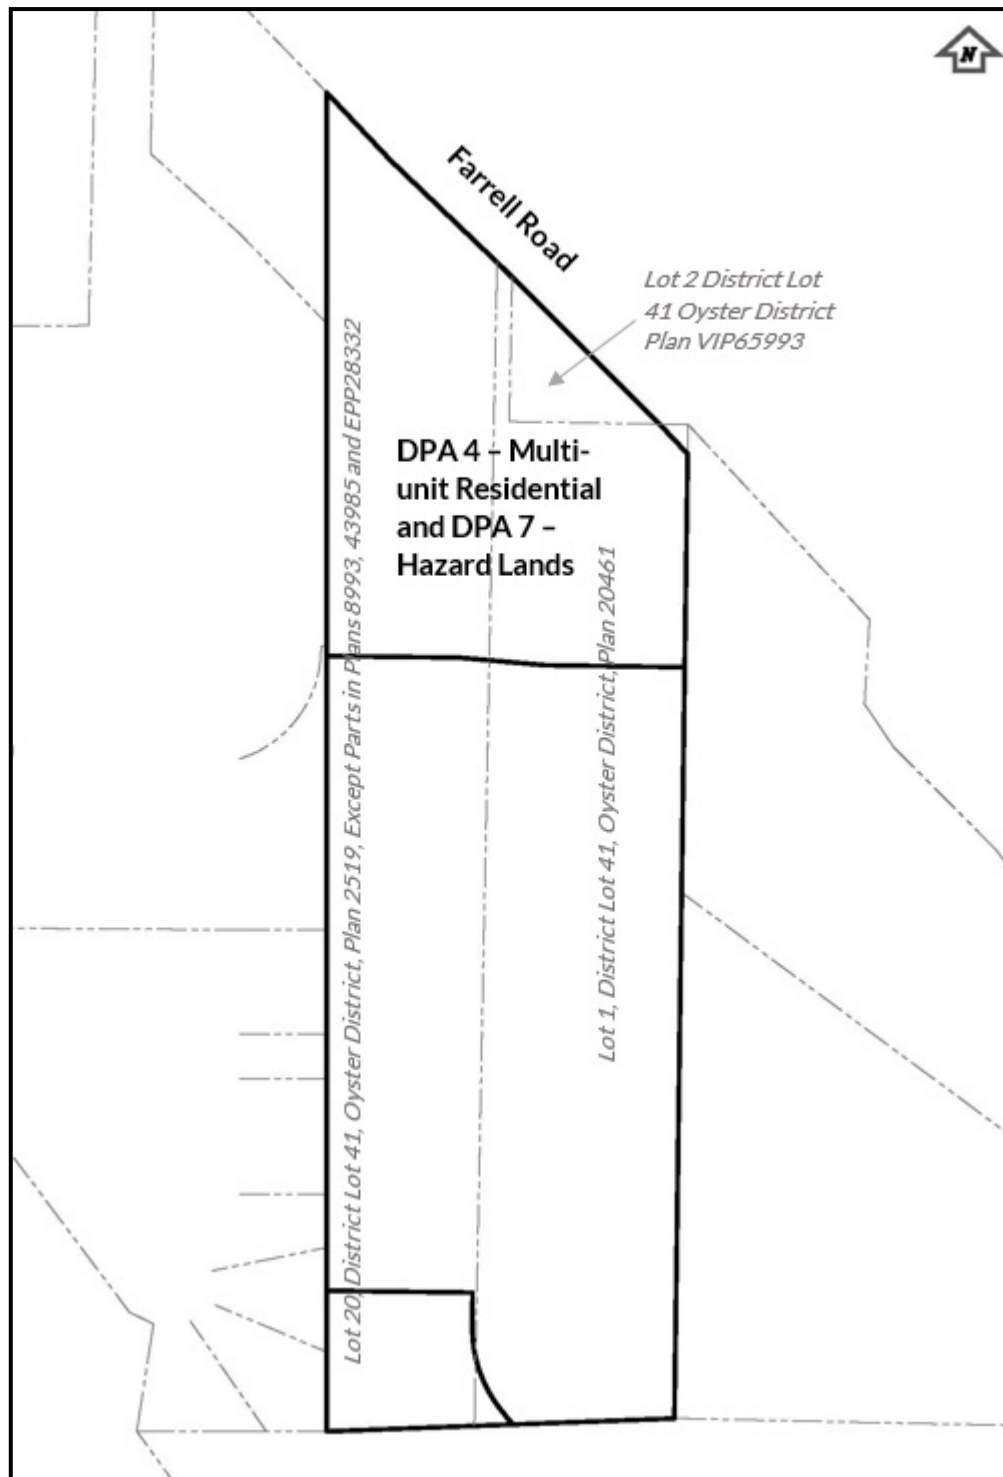 N
Farrell Road
Lot 2 District Lot
41 Oyster District
Plan VIP65993
DPA 4 – Multi-
unit Residential
and DPA 7 –
Hazard Lands
Lot 20, District Lot 41, Oyster District, Plan 2519, Except Parts in Plans 8993, 43985 and EPP28332
Lot 1, District Lot 41, Oyster District, Plan 20461